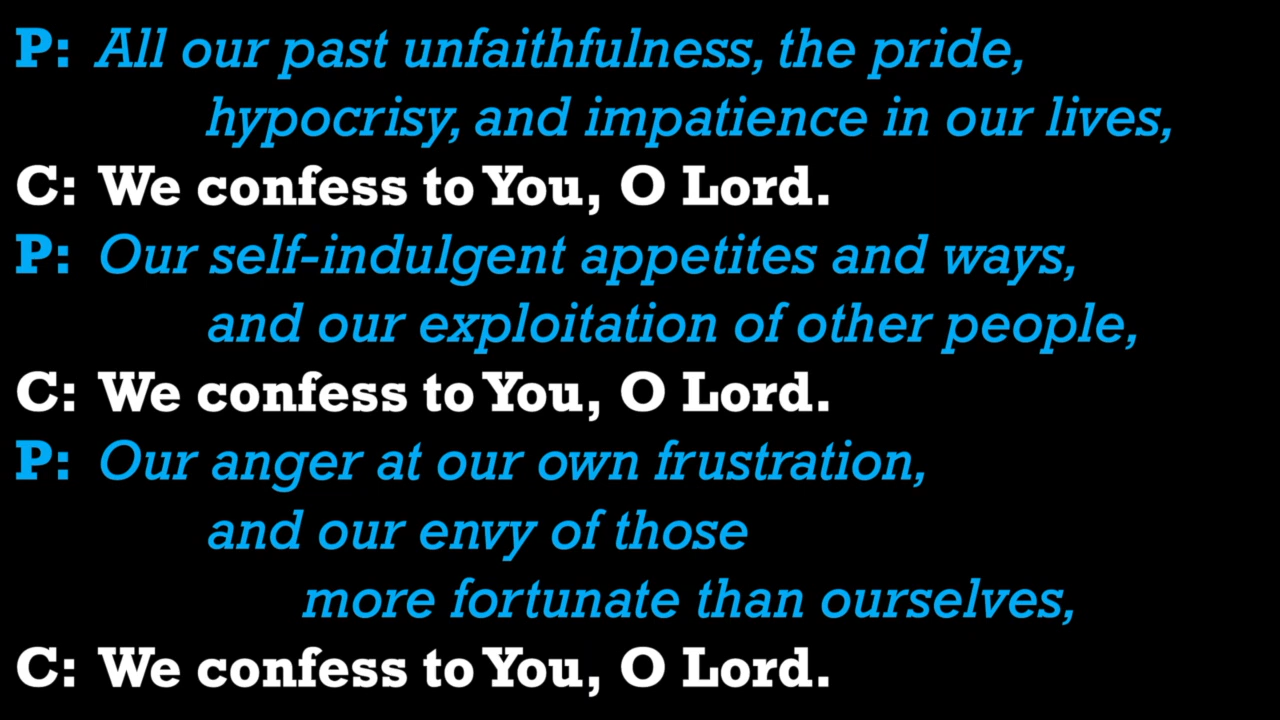 P: All our past unfaithfulness, the pride,
hypocrisy, and impatience in our lives,
C: We confess to You, O Lord.
P: Our self-indulgent appetites and ways,
and our exploitation of other people,
C: We confess to You, O Lord.
P: Our anger at our own frustration,
and our envy of those
more fortunate than ourselves,
C: We confess to You, O Lord.